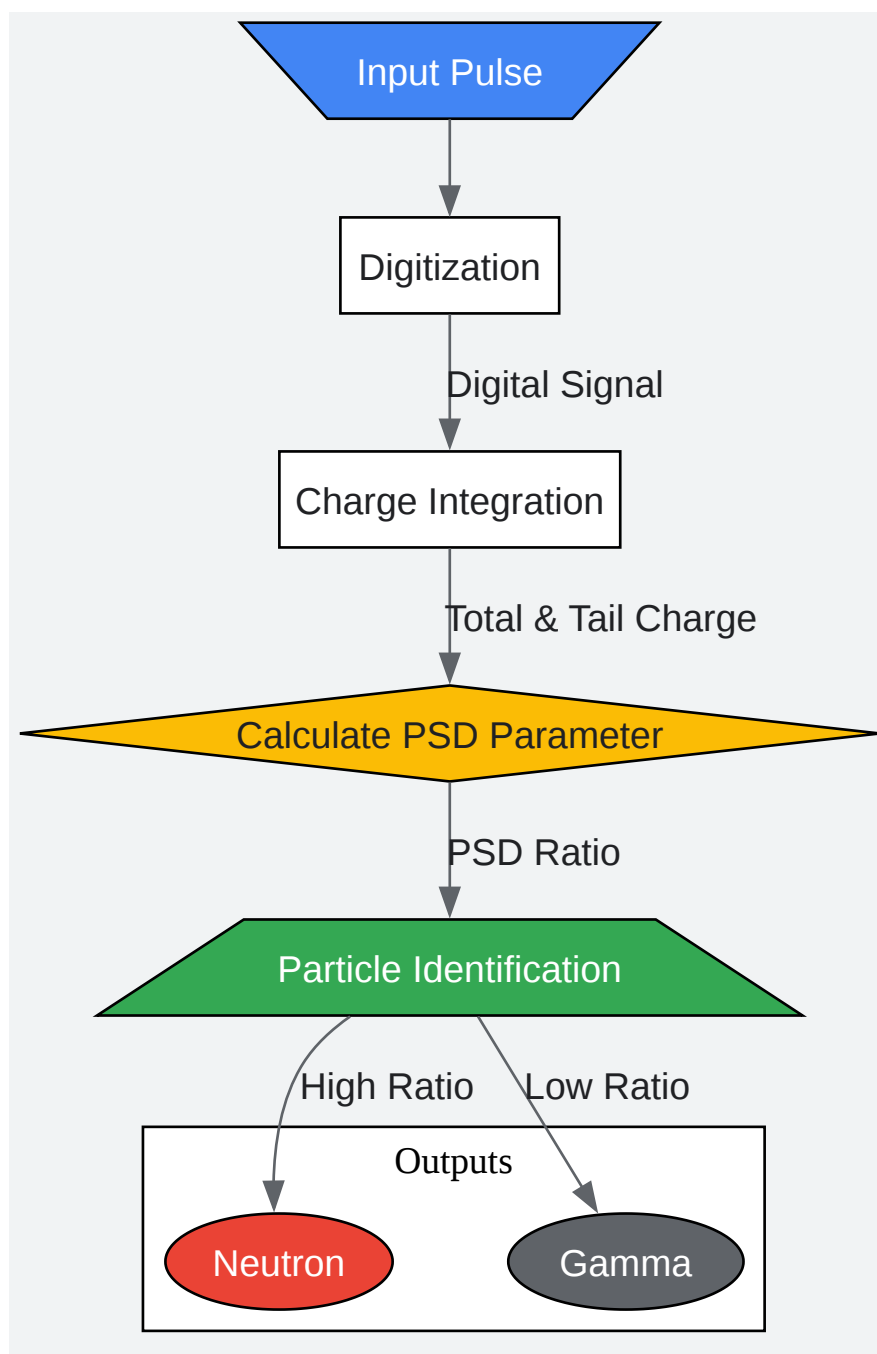 Input Pulse
Digitization
Digital Signal
Charge Integration
Total & Tail Charge
Calculate PSD Parameter
PSD Ratio
Particle Identification
High Ratio
Low Ratio
Outputs
Neutron
Gamma